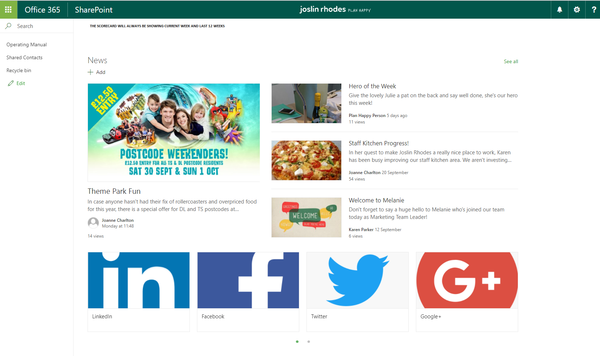 Office 365
SharePoint
joslin rhodes
PLAN HAPPY
?
Search
THE SCORECARD WILL ALWAYS BE SHOWING CURRENT WEEK AND LAST 12 WEEKS
Operating Manual
Shared Contacts
Recycle bin
Edit
News
See all
+ Add
£12.50
ENTRY
POSTCODE
WEEKENDERS!
£12.50 ENTRY FOR ALL TS & DL POSTCODE RESIDENTS
SAT 30 SEPT & SUN 1 OCT
Theme Park Fun
In case anyone hasn't had their fix of rollercoasters and overpriced food
for this year, there is a special offer for DL and TS postcodes at...
Joanne Charlton
Monday at 11:48
14 views
Hero of the Week
Give the lovely Julie a pat on the back and say well done, she's our hero
this week!
Plan Happy Person 5 days ago
11 views
Staff Kitchen Progress!
In her quest to make Joslin Rhodes a really nice place to work, Karen
has been busy improving our staff kitchen area. We aren't investing...
Joanne Charlton 20 September
54 views
WELCOME
Welcome to Melanie
Don't forget to say a huge hello to Melanie who's joined our team
today as Marketing Team Leader!
Karen Parker 12 September
6 views
in
f
G+
LinkedIn
Facebook
Twitter
Google+